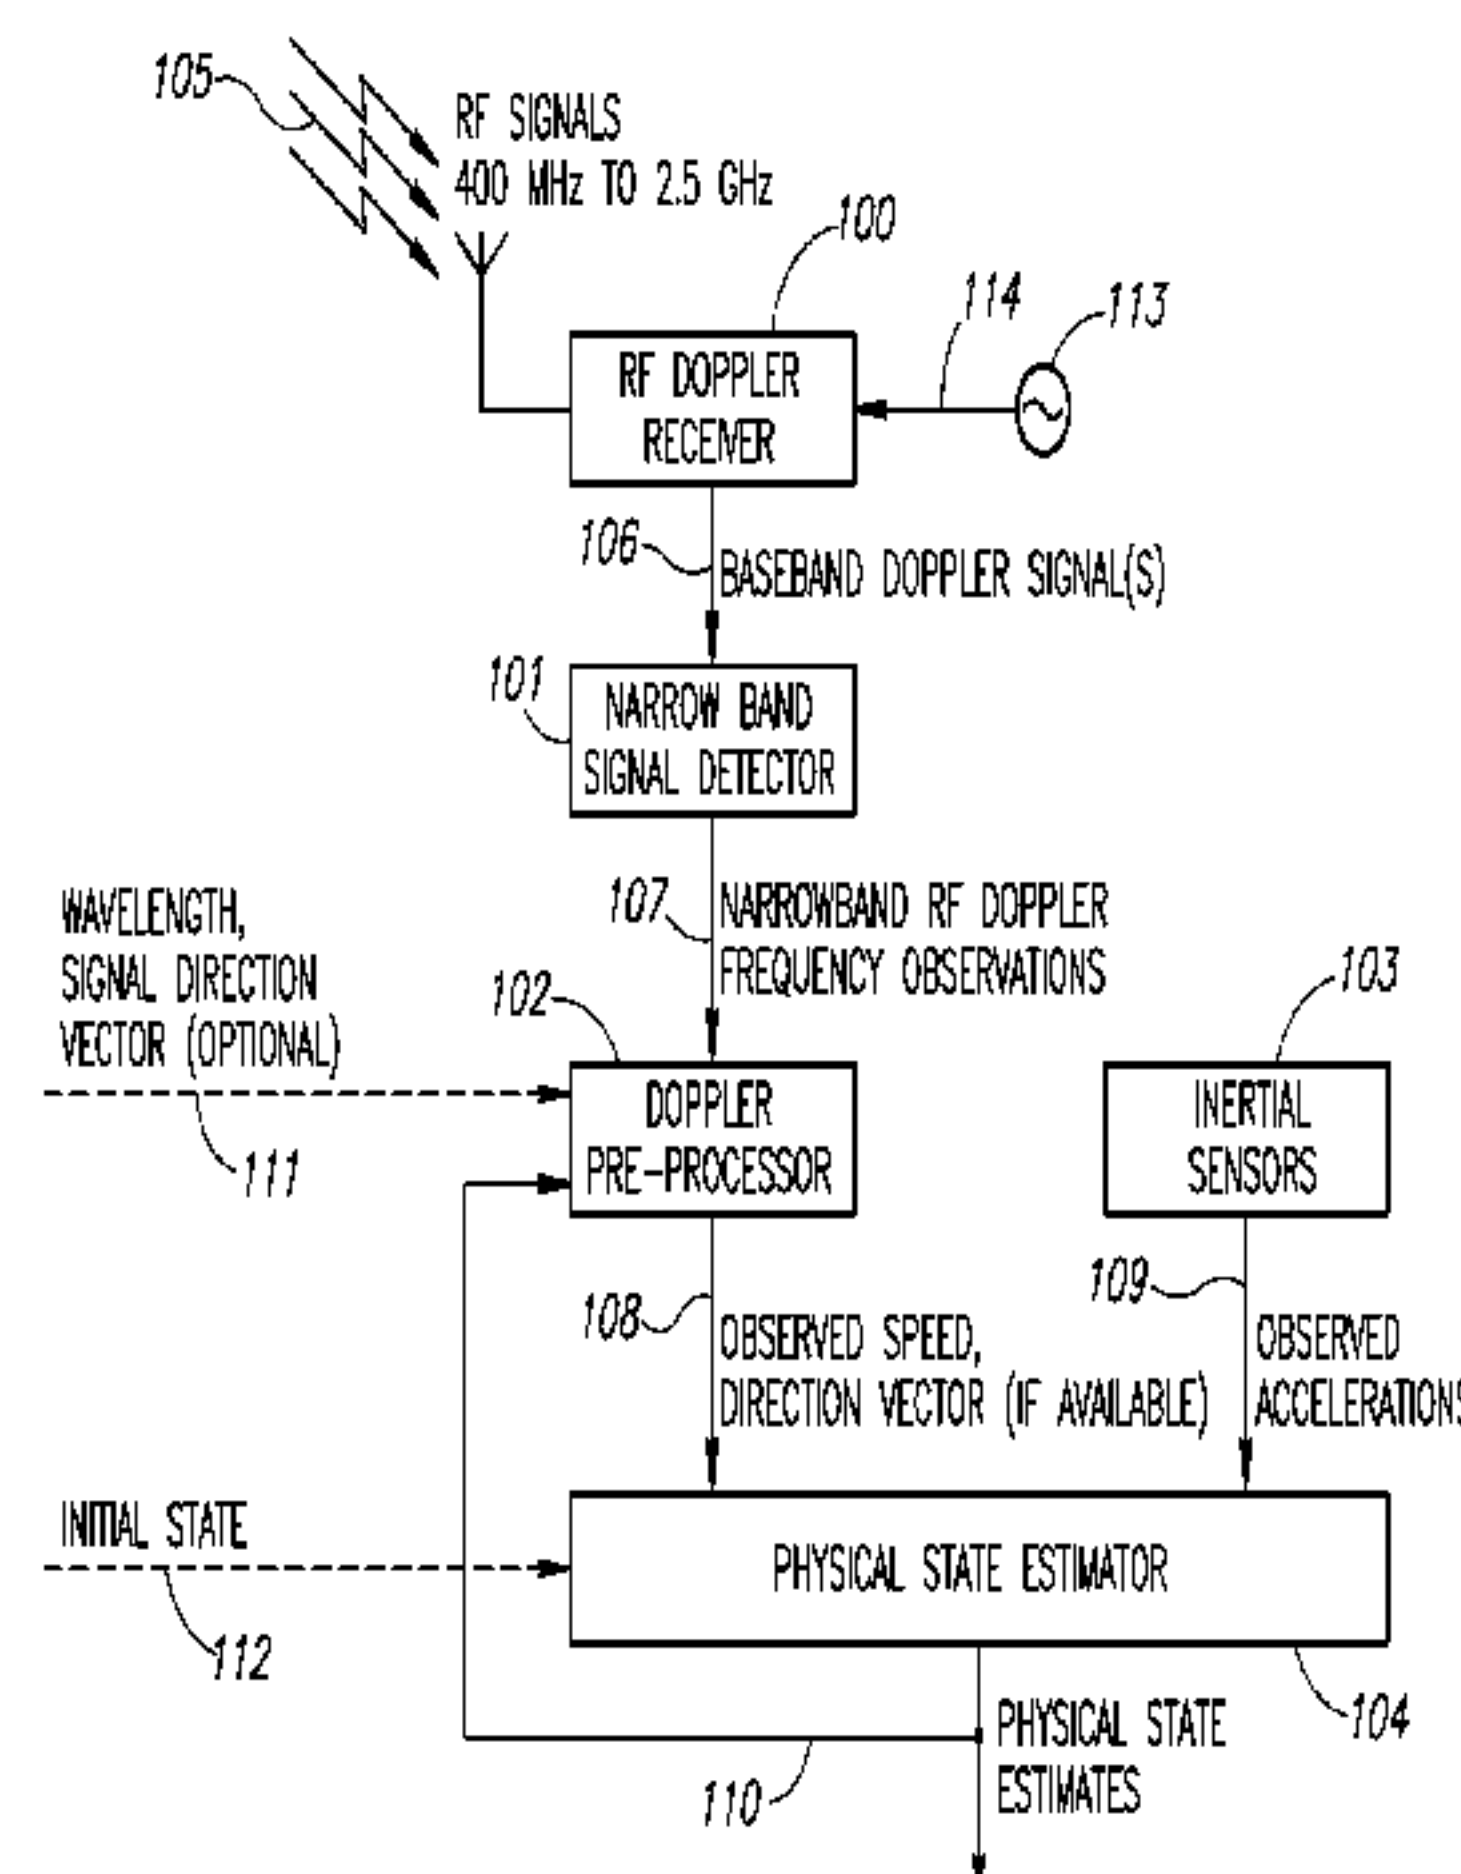 105
RF SIGNALS
400 MHz TO 2.5 GHz
100
114
113
RF DOPPLER
RECEIVER
106
BASEBAND DOPPLER SIGNAL(S)
101
NARROW BAND
SIGNAL DETECTOR
WAVELENGTH,
SIGNAL DIRECTION
VECTOR (OPTIONAL)
107
NARROWBAND RF DOPPLER
FREQUENCY OBSERVATIONS
102
103
DOPPLER
PRE-PROCESSOR
INERTIAL
SENSORS
111
108
109
OBSERVED SPEED,
DIRECTION VECTOR (IF AVAILABLE)
OBSERVED
ACCELERATIONS
INITIAL STATE
PHYSICAL STATE ESTIMATOR
112
104
PHYSICAL STATE
ESTIMATES
110